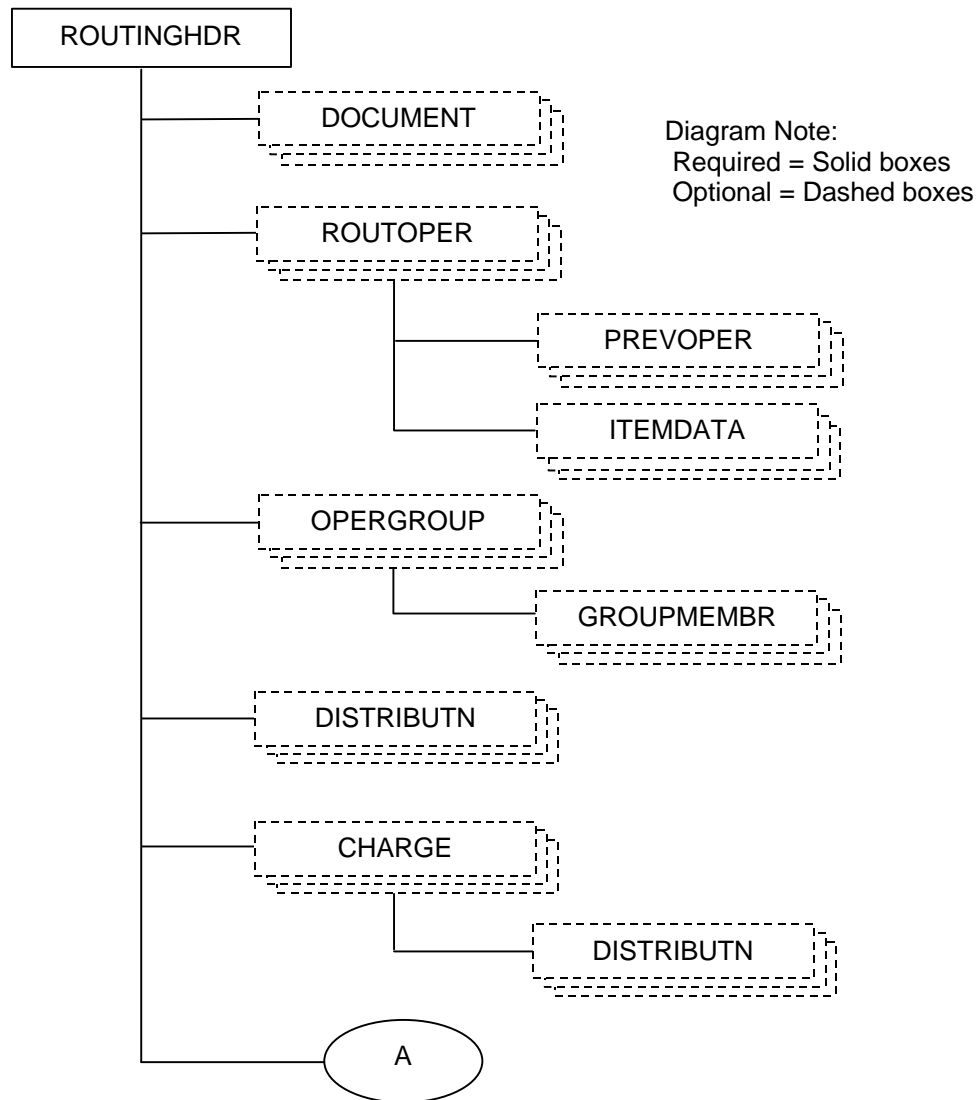 ROUTINGHDR
DOCUMENT
Diagram Note:
Required = Solid boxes
Optional = Dashed boxes
ROUTOPER
PREVOPER
ITEMDATA
OPERGROUP
GROUPMEMBR
DISTRIBUTN
CHARGE
DISTRIBUTN
A